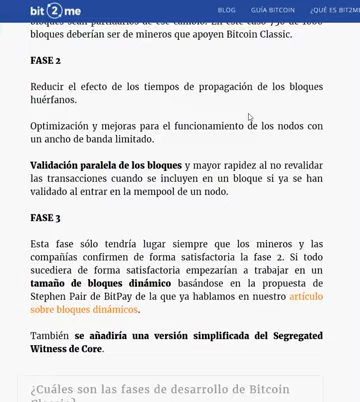 bit2me BLOG GUÍA BITCOIN ¿QUÉ ES BIT2ME
bloques sean partidarios de ese cambio. En este caso 750 de 1000
bloques deberían ser de mineros que apoyen Bitcoin Classic.
FASE 2
Reducir el efecto de los tiempos de propagación de los bloques
huérfanos.
Optimización y mejoras para el funcionamiento de los nodos con
un ancho de banda limitado.
Validación paralela de los bloques y mayor rapidez al no revalidar
las transacciones cuando se incluyen en un bloque si ya se han
validado al entrar en la mempool de un nodo.
FASE 3
Esta fase sólo tendría lugar siempre que los mineros y las
compañías confirmen de forma satisfactoria la fase 2. Si todo
sucediera de forma satisfactoria empezarían a trabajar en un
tamaño de bloques dinámico basándose en la propuesta de
Stephen Pair de BitPay de la que ya hablamos en nuestro artículo
sobre bloques dinámicos.
También se añadiría una versión simplificada del Segregated
Witness de Core.
¿Cuáles son las fases de desarrollo de Bitcoin
Classic?